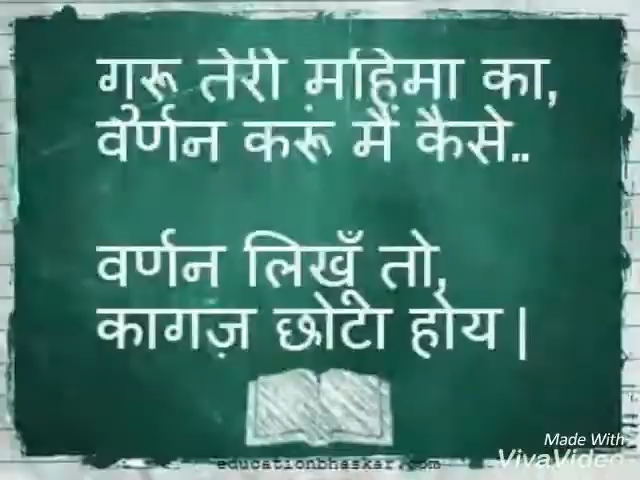 गुरू तेरी महिमा का,
वर्णन करू मैं कैसे..
वर्णन लिखूँ तो,
कागज़ छोटा होय |
educationbhaskar.com
Made With
VivaVideo